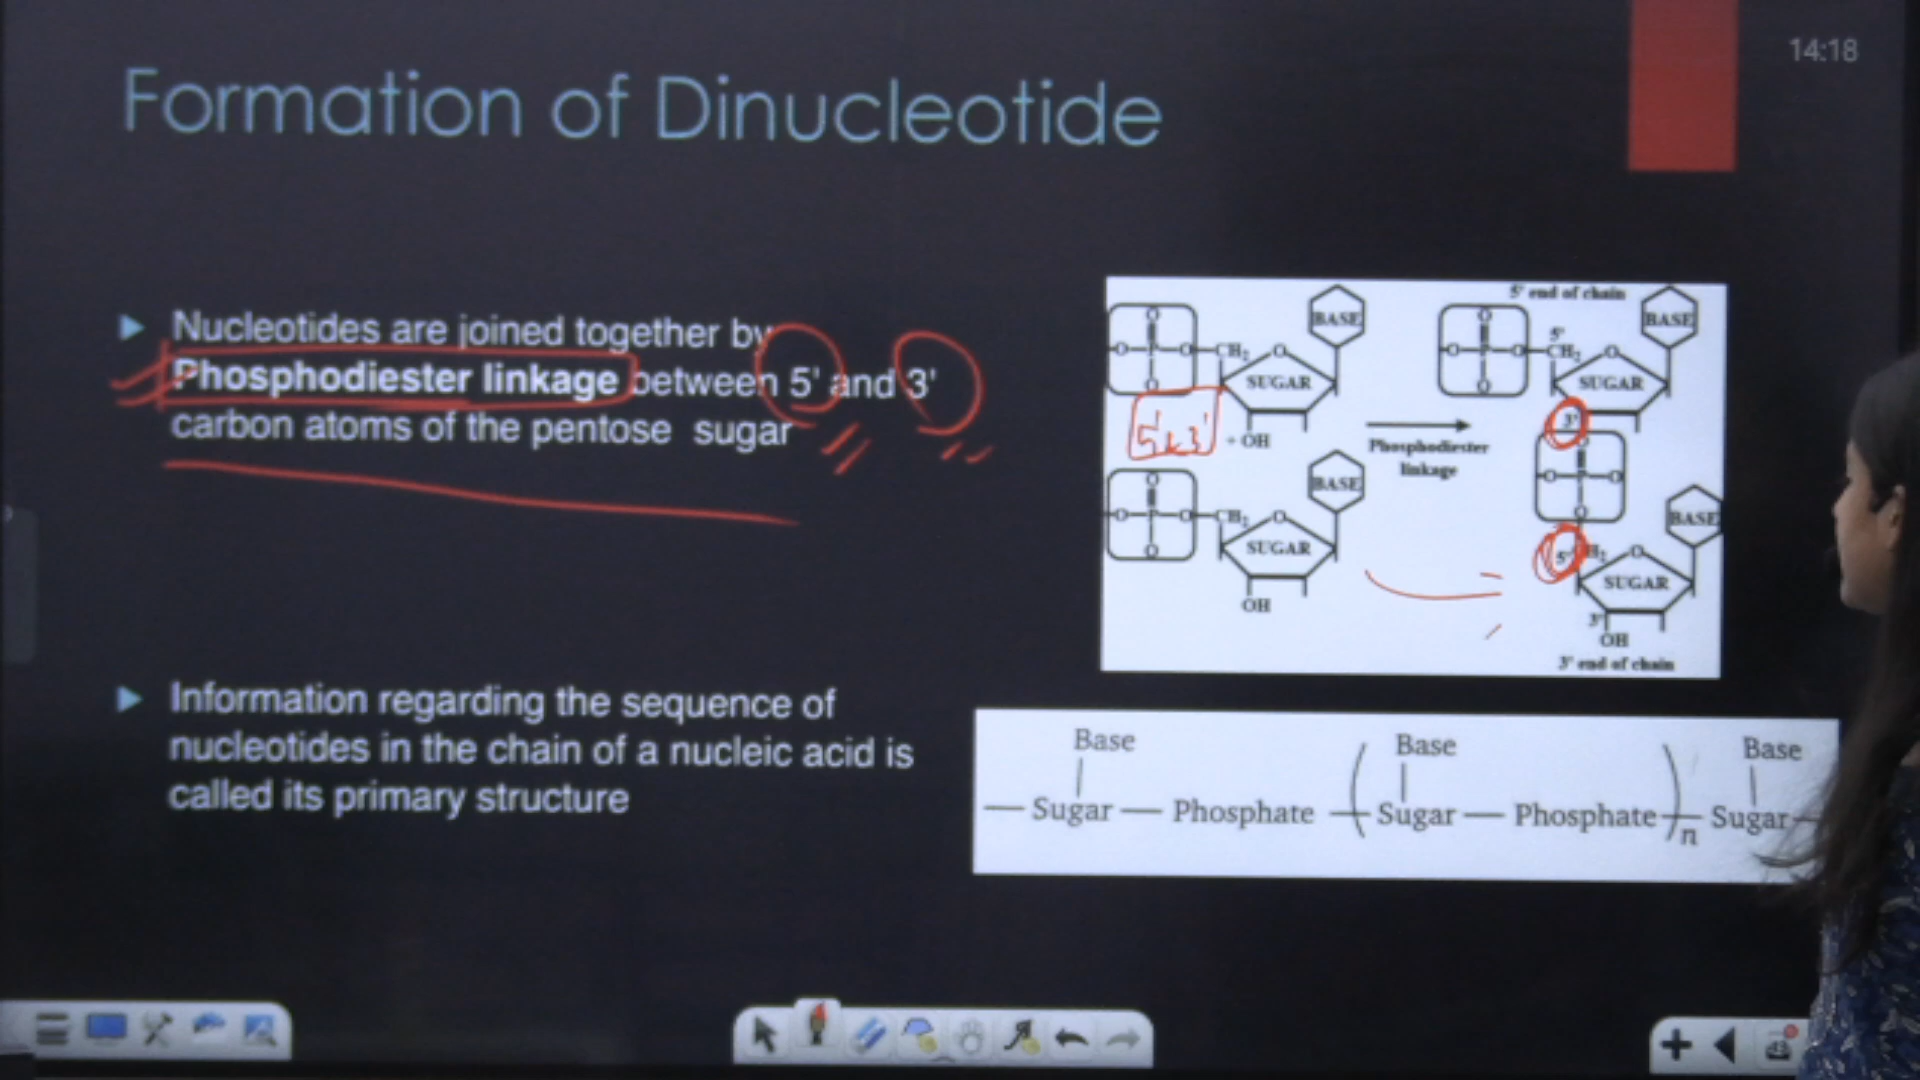 14:18
Formation of Dinucleotide
Nucleotides are joined together by
Phosphodiester linkage between 5' and 3'
carbon atoms of the pentose sugar
Information regarding the sequence of
nucleotides in the chain of a nucleic acid is
called its primary structure
O
O P O CH2 O
O
BASE
SUGAR
5' & 3'
+ OH
O
O P O CH2 O
O
BASE
SUGAR
OH
Phosphodiester
linkage
5' end of chain
O
O P O CH2 O
O
5'
BASE
SUGAR
3'
O
O P O
O
5' H2 O
BASE
SUGAR
3'
OH
3' end of chain
Base Base Base
Sugar — Phosphate — ( Sugar — Phosphate )n Sugar —